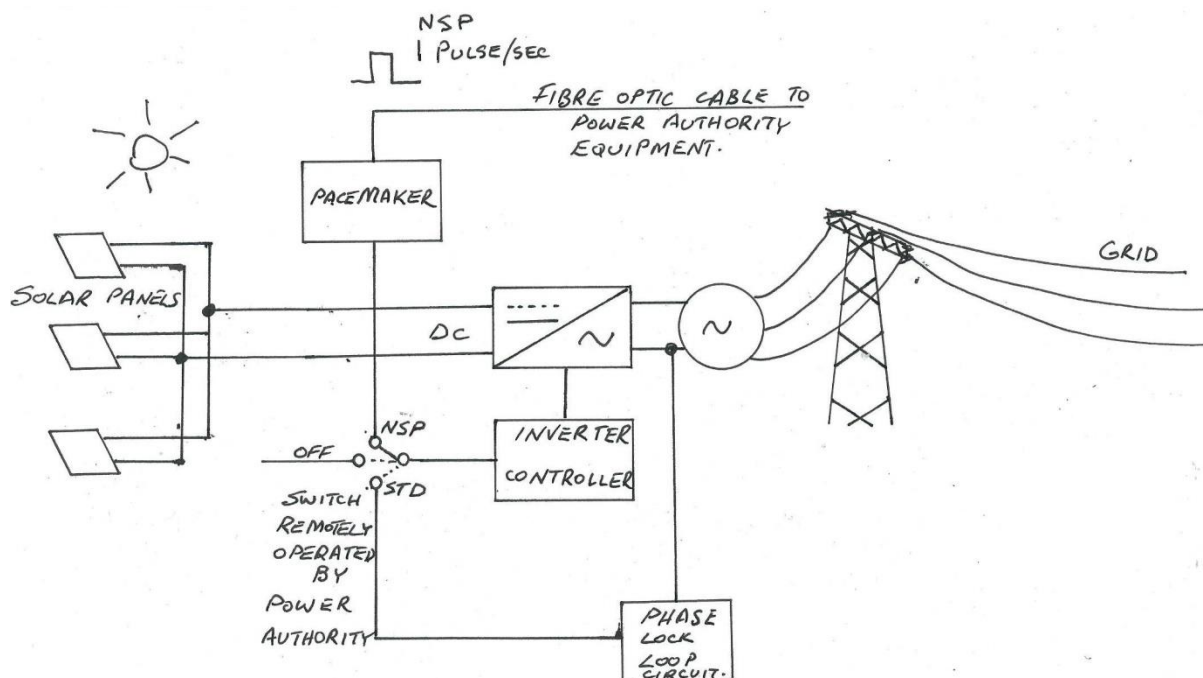 NSP
1 PULSE/SEC
FIBRE OPTIC CABLE TO
POWER AUTHORITY
EQUIPMENT.
PACEMAKER
GRID
SOLAR PANELS
DC
NSP
OFF
STD
INVERTER
CONTROLLER
SWITCH
REMOTELY
OPERATED
BY
POWER
AUTHORITY
PHASE
LOCK
LOOP
CIRCUIT.